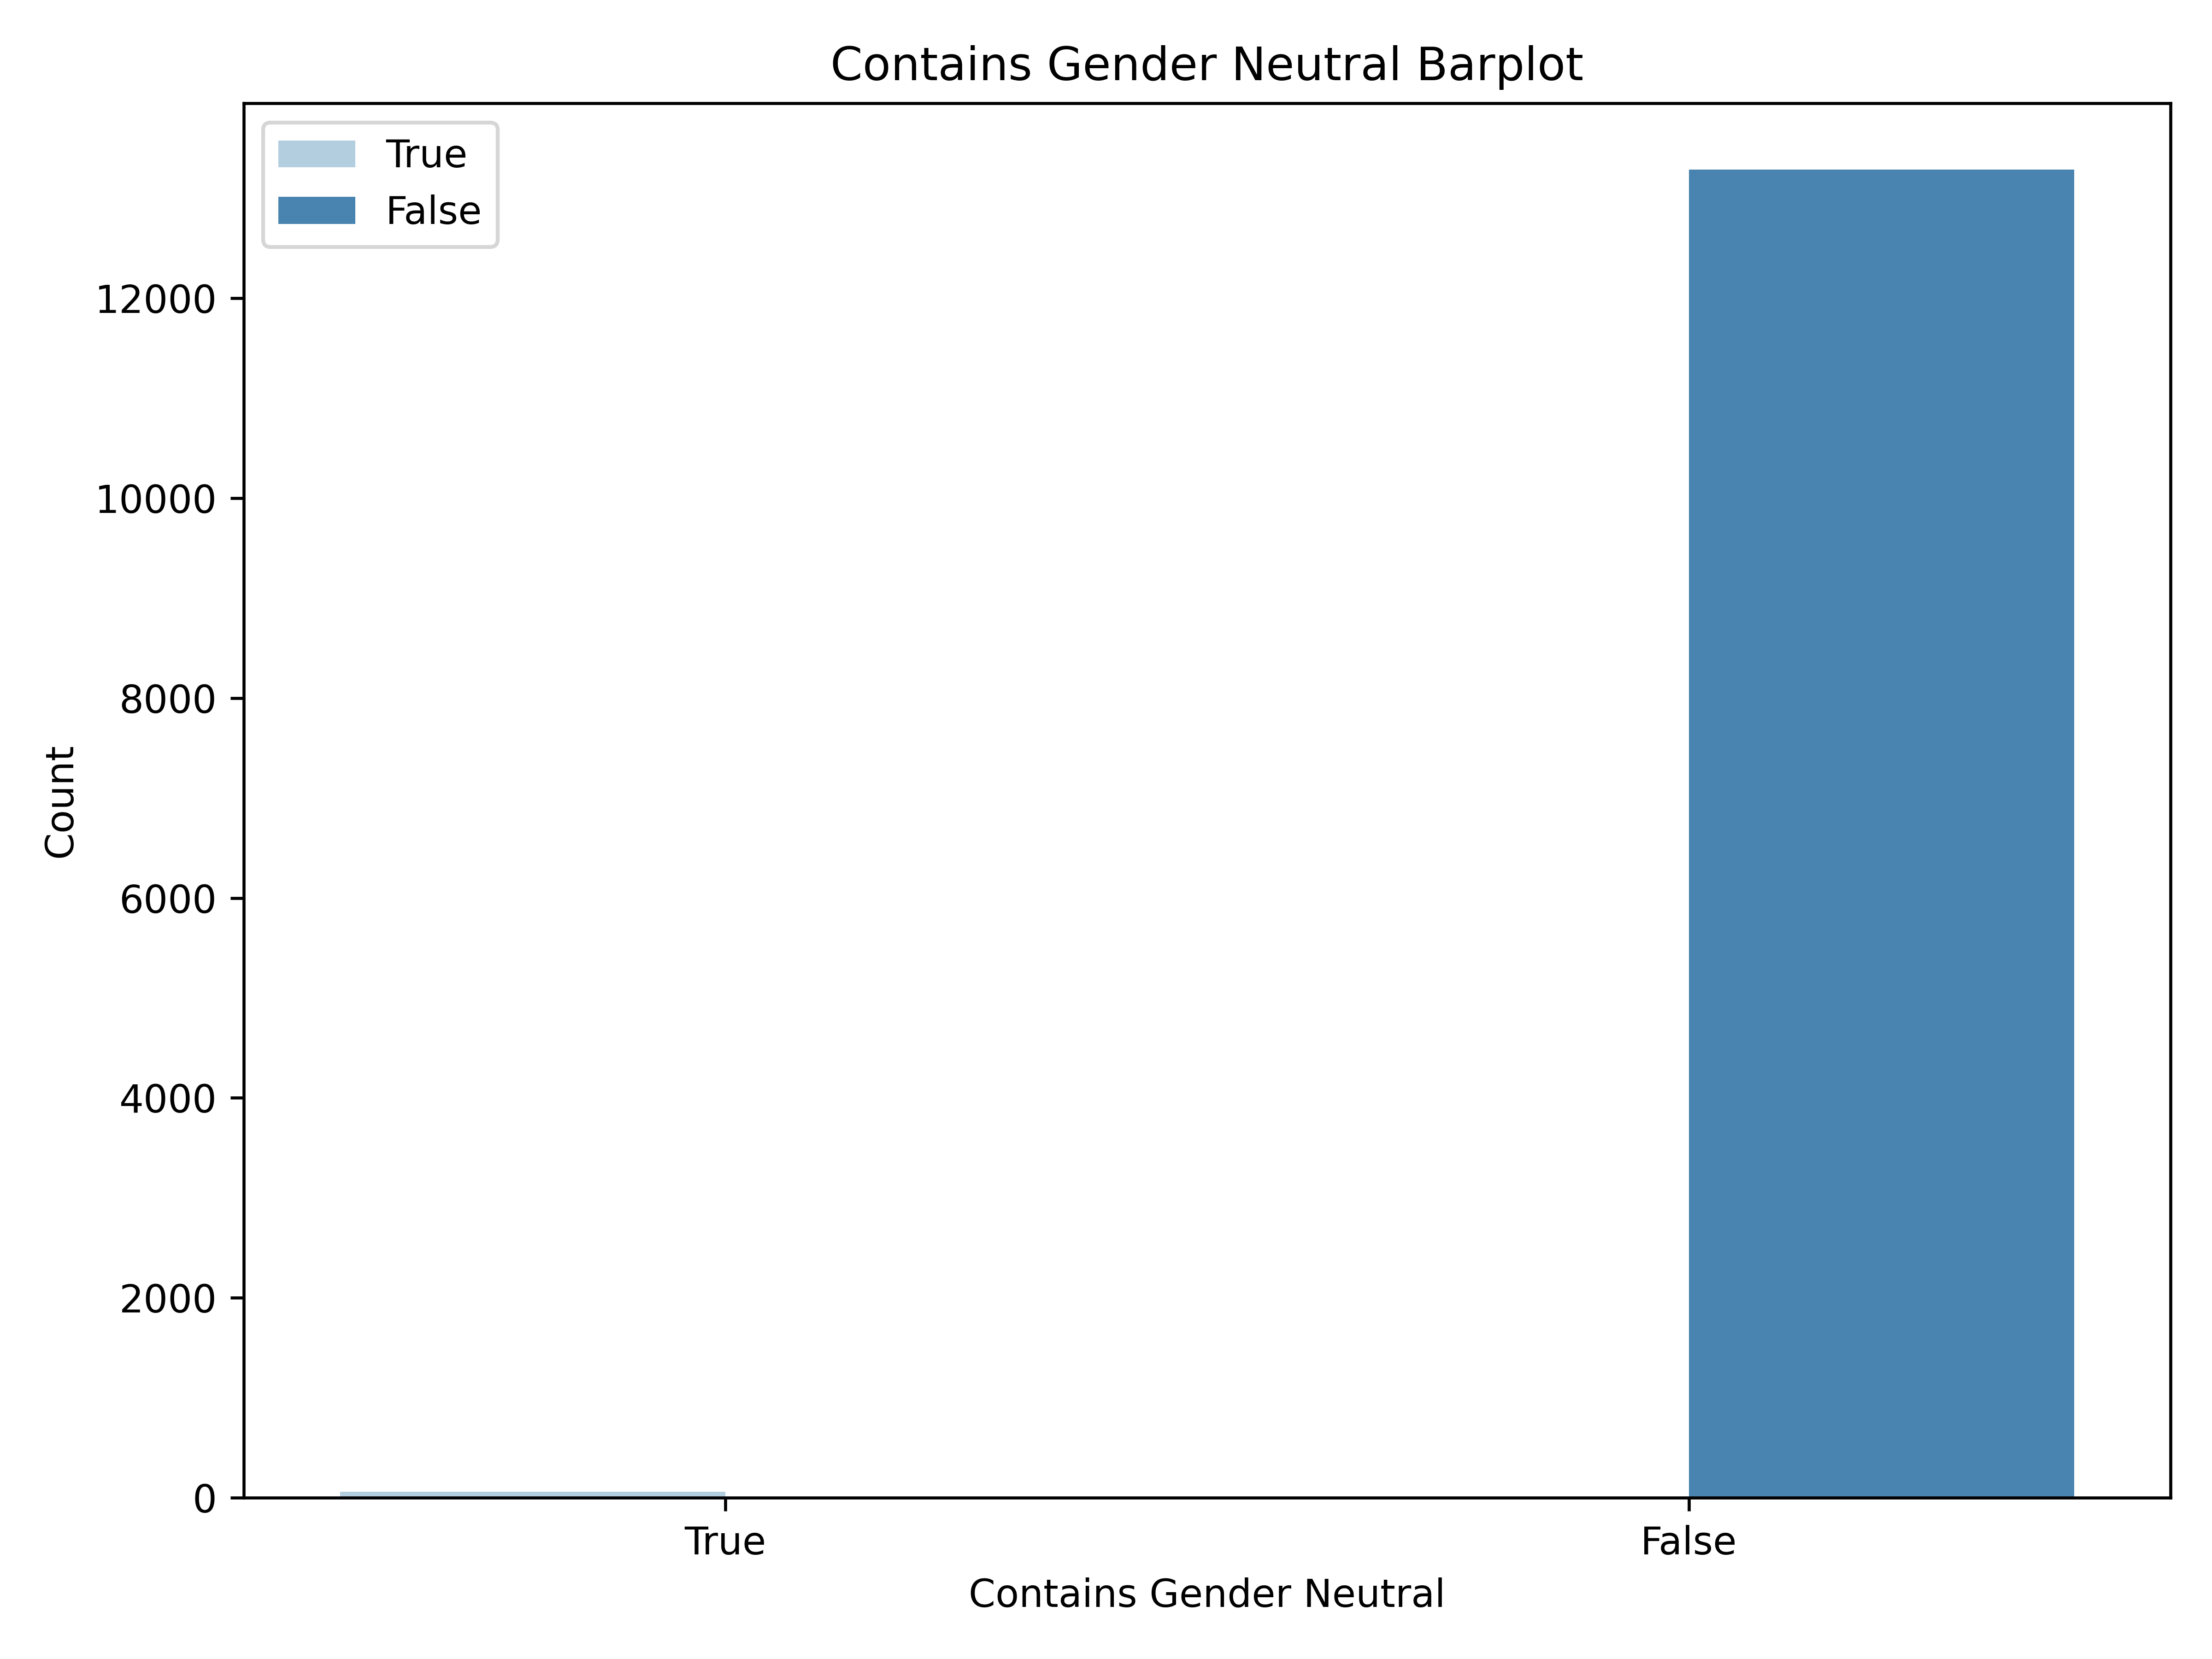 Contains Gender Neutral Barplot
True
False
12000
10000
8000
6000
4000
2000
0
Count
True False
Contains Gender Neutral